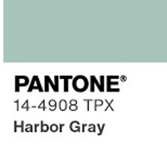 PANTONE®
14-4908 TPX
Harbor Gray